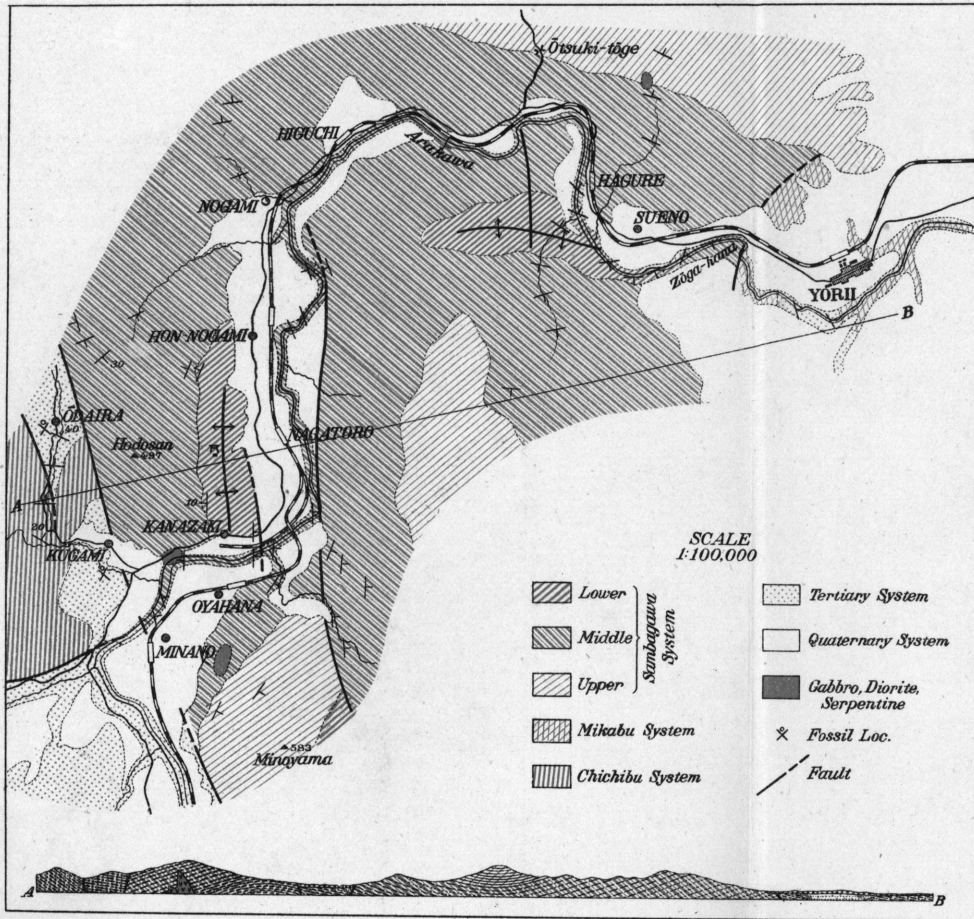 Ōtsuki-tōge
HIGUCHI
Arakawa
HAGURE
NOGAMI
SUENO
Zōga-kawa
YORII
B
HON-NOGAMI
30
ŌDAIRA
40
Hodosan
497
NAGATORO
A
10
20
KANAZAKI
KUGAMI
OYAHANA
MINANO
583
Minoyama
SCALE
1:100,000
Lower
Middle
Upper
Sambagawa
System
Mikabu System
Chichibu System
Tertiary System
Quaternary System
Gabbro, Diorite,
Serpentine
Fossil Loc.
Fault
A
B